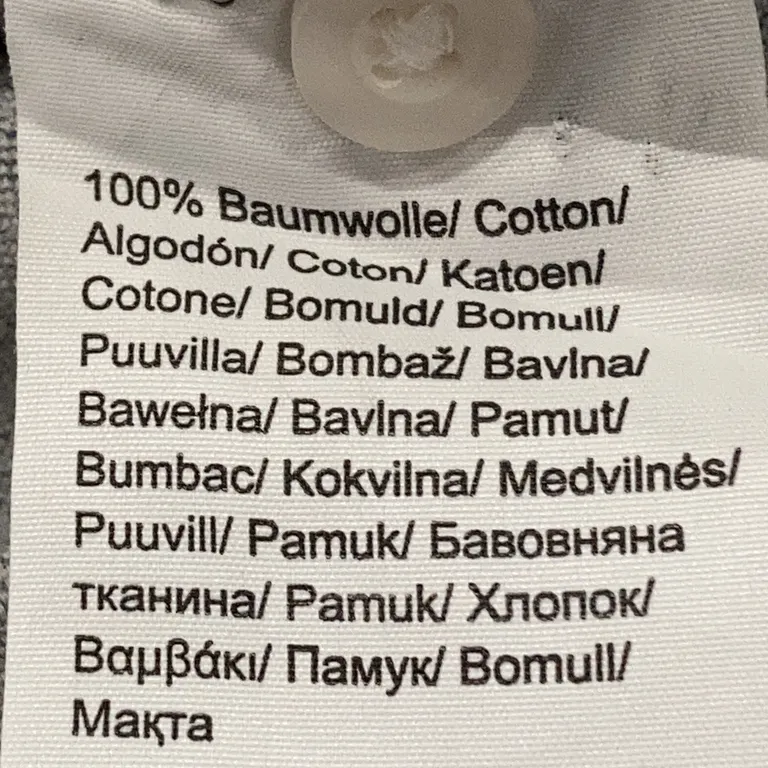 100% Baumwolle/ Cotton/
Algodón/ Coton/ Katoen/
Cotone/ Bomuld/ Bomull/
Puuvilla/ Bombaž/ Bavlna/
Bawełna/ Bavlna/ Pamut/
Bumbac/ Kokvilna/ Medvilnės/
Puuvill/ Pamuk/ Бавовняна
тканина/ Pamuk/ Хлопок/
Βαμβάκι/ Памук/ Bomull/
Мақта